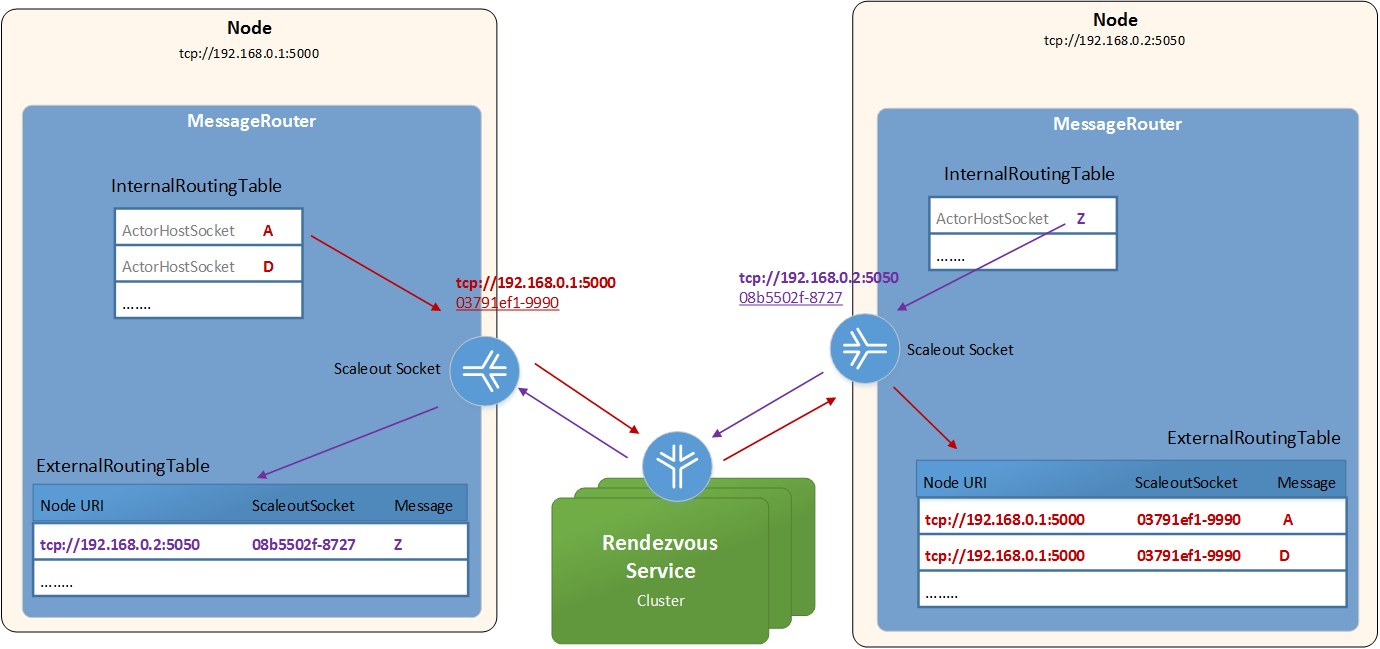 Node
tcp://192.168.0.1:5000
MessageRouter
InternalRoutingTable
ActorHostSocket A
ActorHostSocket D
.......
tcp://192.168.0.1:5000
03791ef1-9990
Scaleout Socket
ExternalRoutingTable
Node URI ScaleoutSocket Message
tcp://192.168.0.2:5050 08b5502f-8727 Z
........
Rendezvous
Service
Cluster
Node
tcp://192.168.0.2:5050
MessageRouter
InternalRoutingTable
ActorHostSocket Z
.......
tcp://192.168.0.2:5050
08b5502f-8727
Scaleout Socket
ExternalRoutingTable
Node URI ScaleoutSocket Message
tcp://192.168.0.1:5000 03791ef1-9990 A
tcp://192.168.0.1:5000 03791ef1-9990 D
........